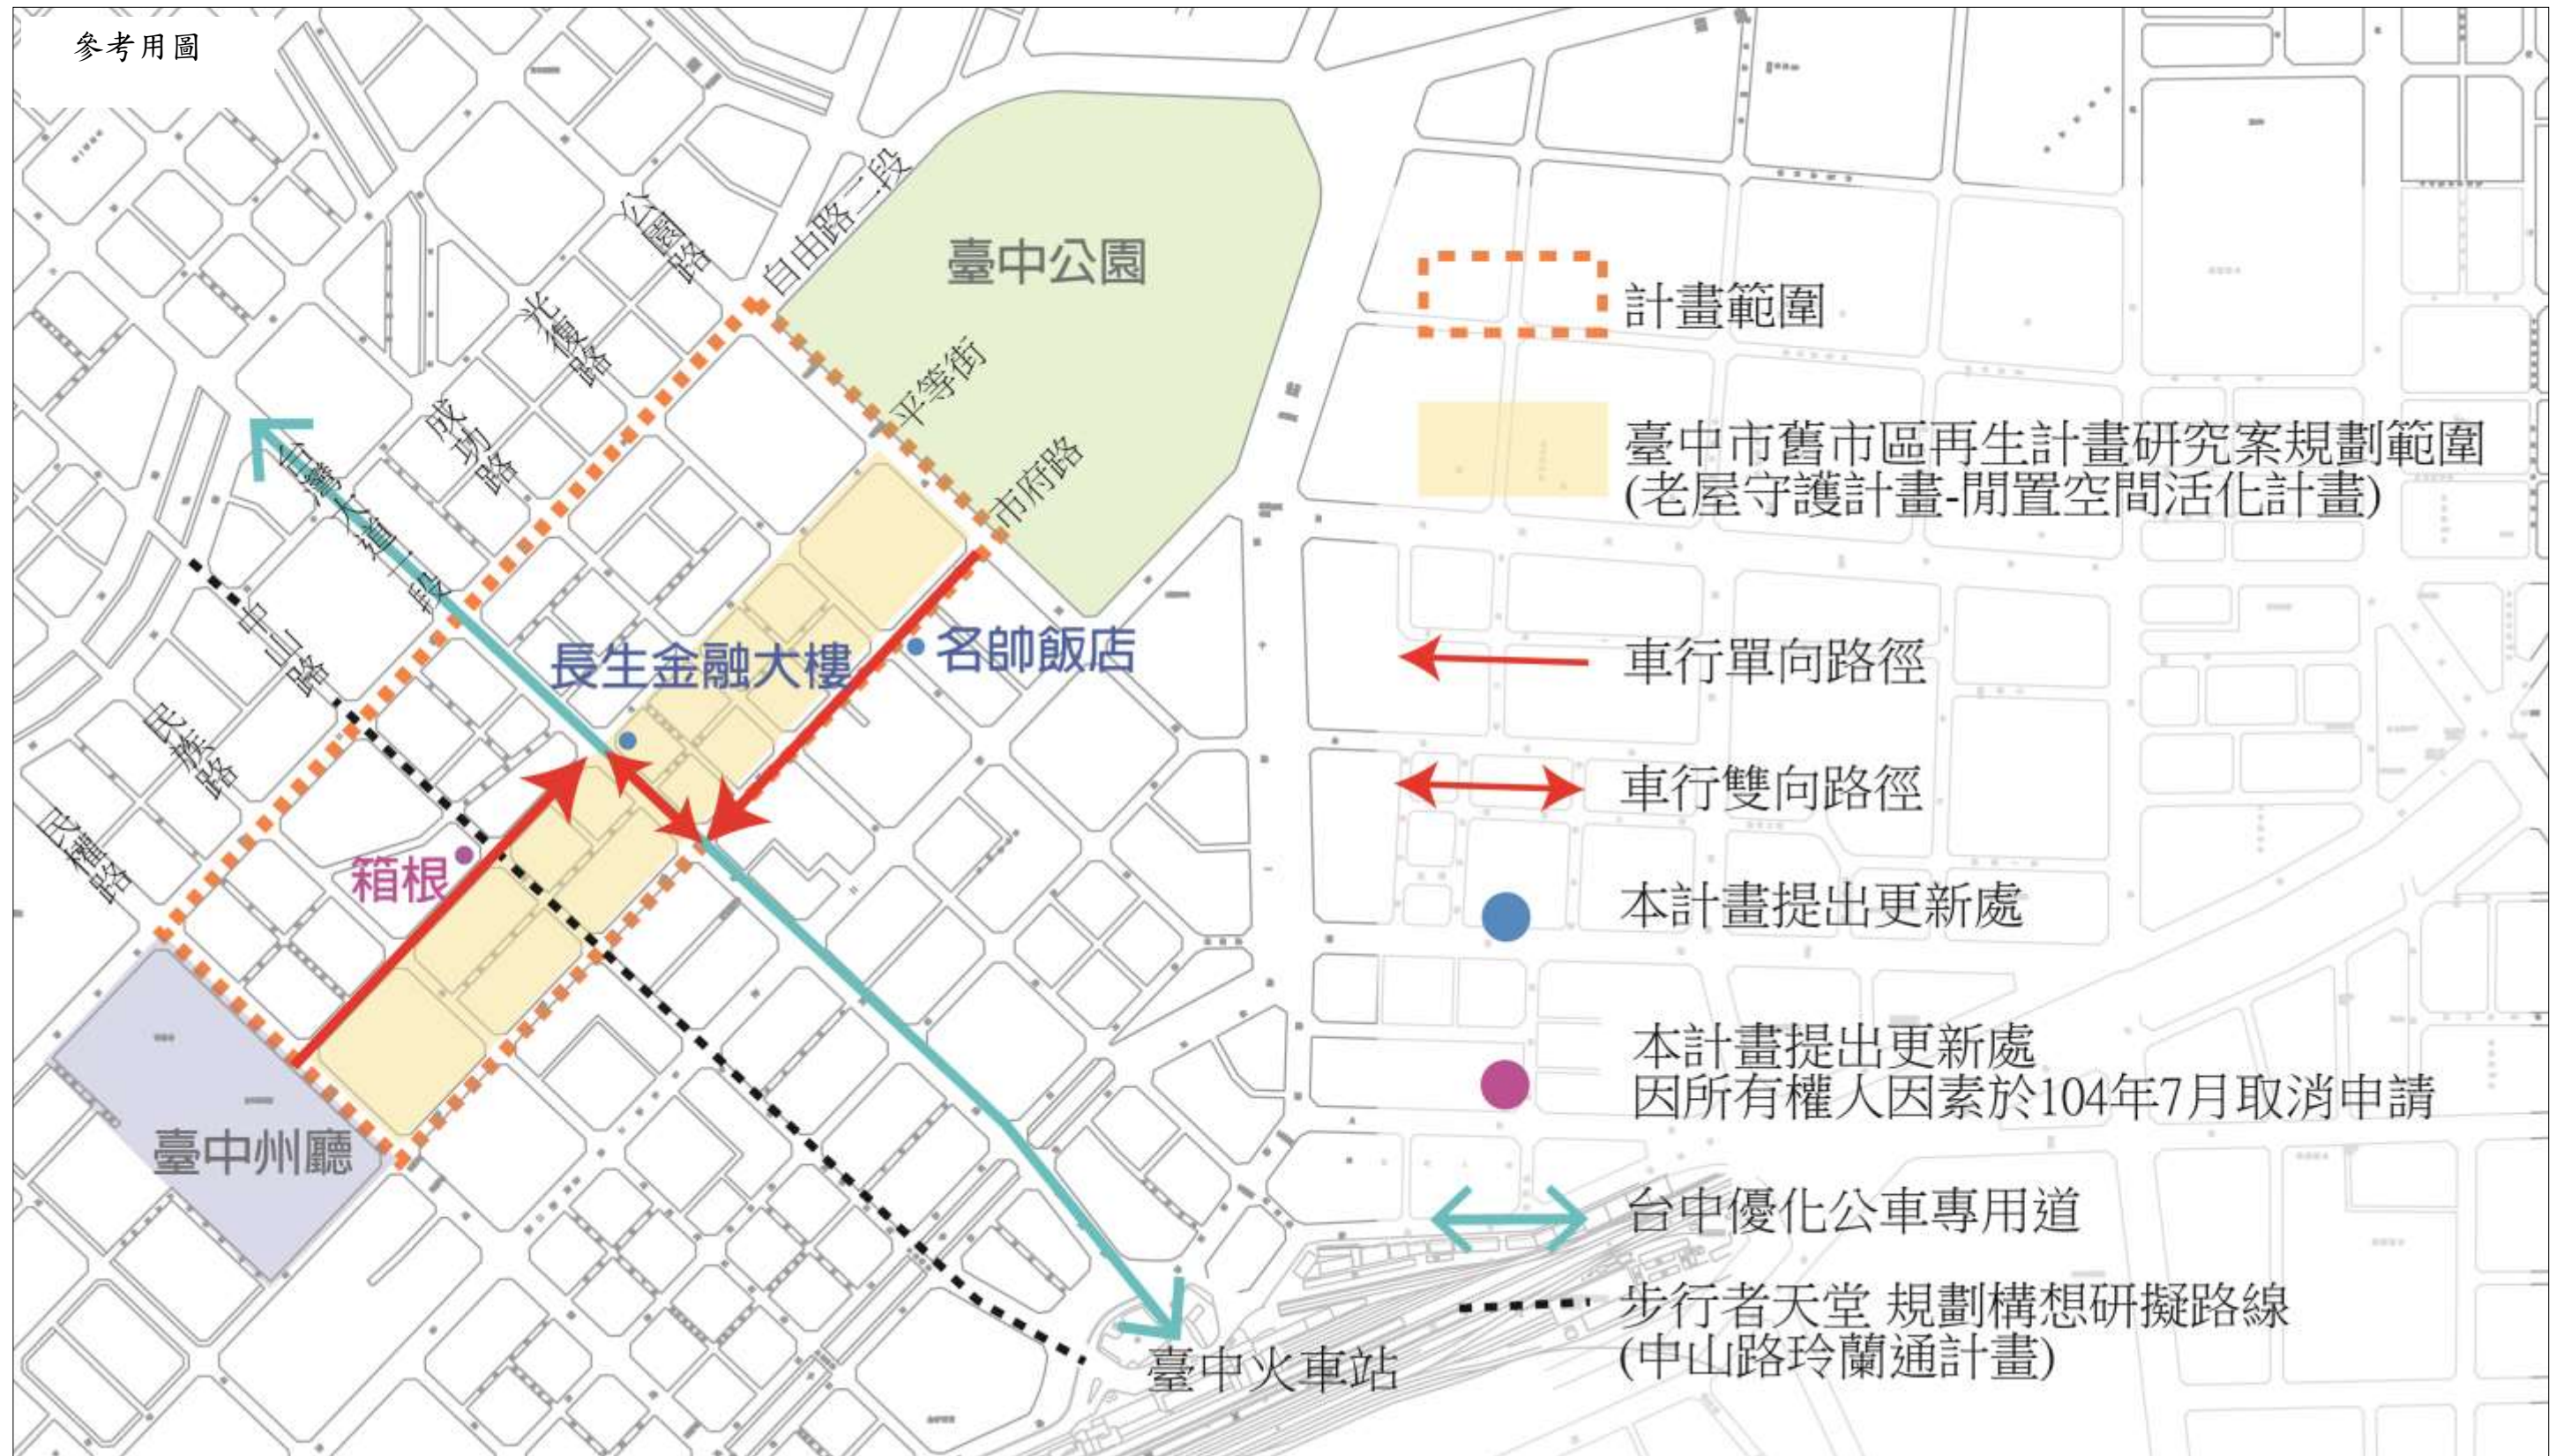 參考用圖
公園路
自由路二段
臺中公園
光復路
平等街
成功路
市府路
台灣大道一段
中山路
長生金融大樓
名帥飯店
民族路
民權路
箱根
臺中州廳
臺中火車站
計畫範圍
臺中市舊市區再生計畫研究案規劃範圍
(老屋守護計畫-閒置空間活化計畫)
車行單向路徑
車行雙向路徑
本計畫提出更新處
本計畫提出更新處
因所有權人因素於104年7月取消申請
台中優化公車專用道
步行者天堂 規劃構想研擬路線
(中山路玲蘭通計畫)